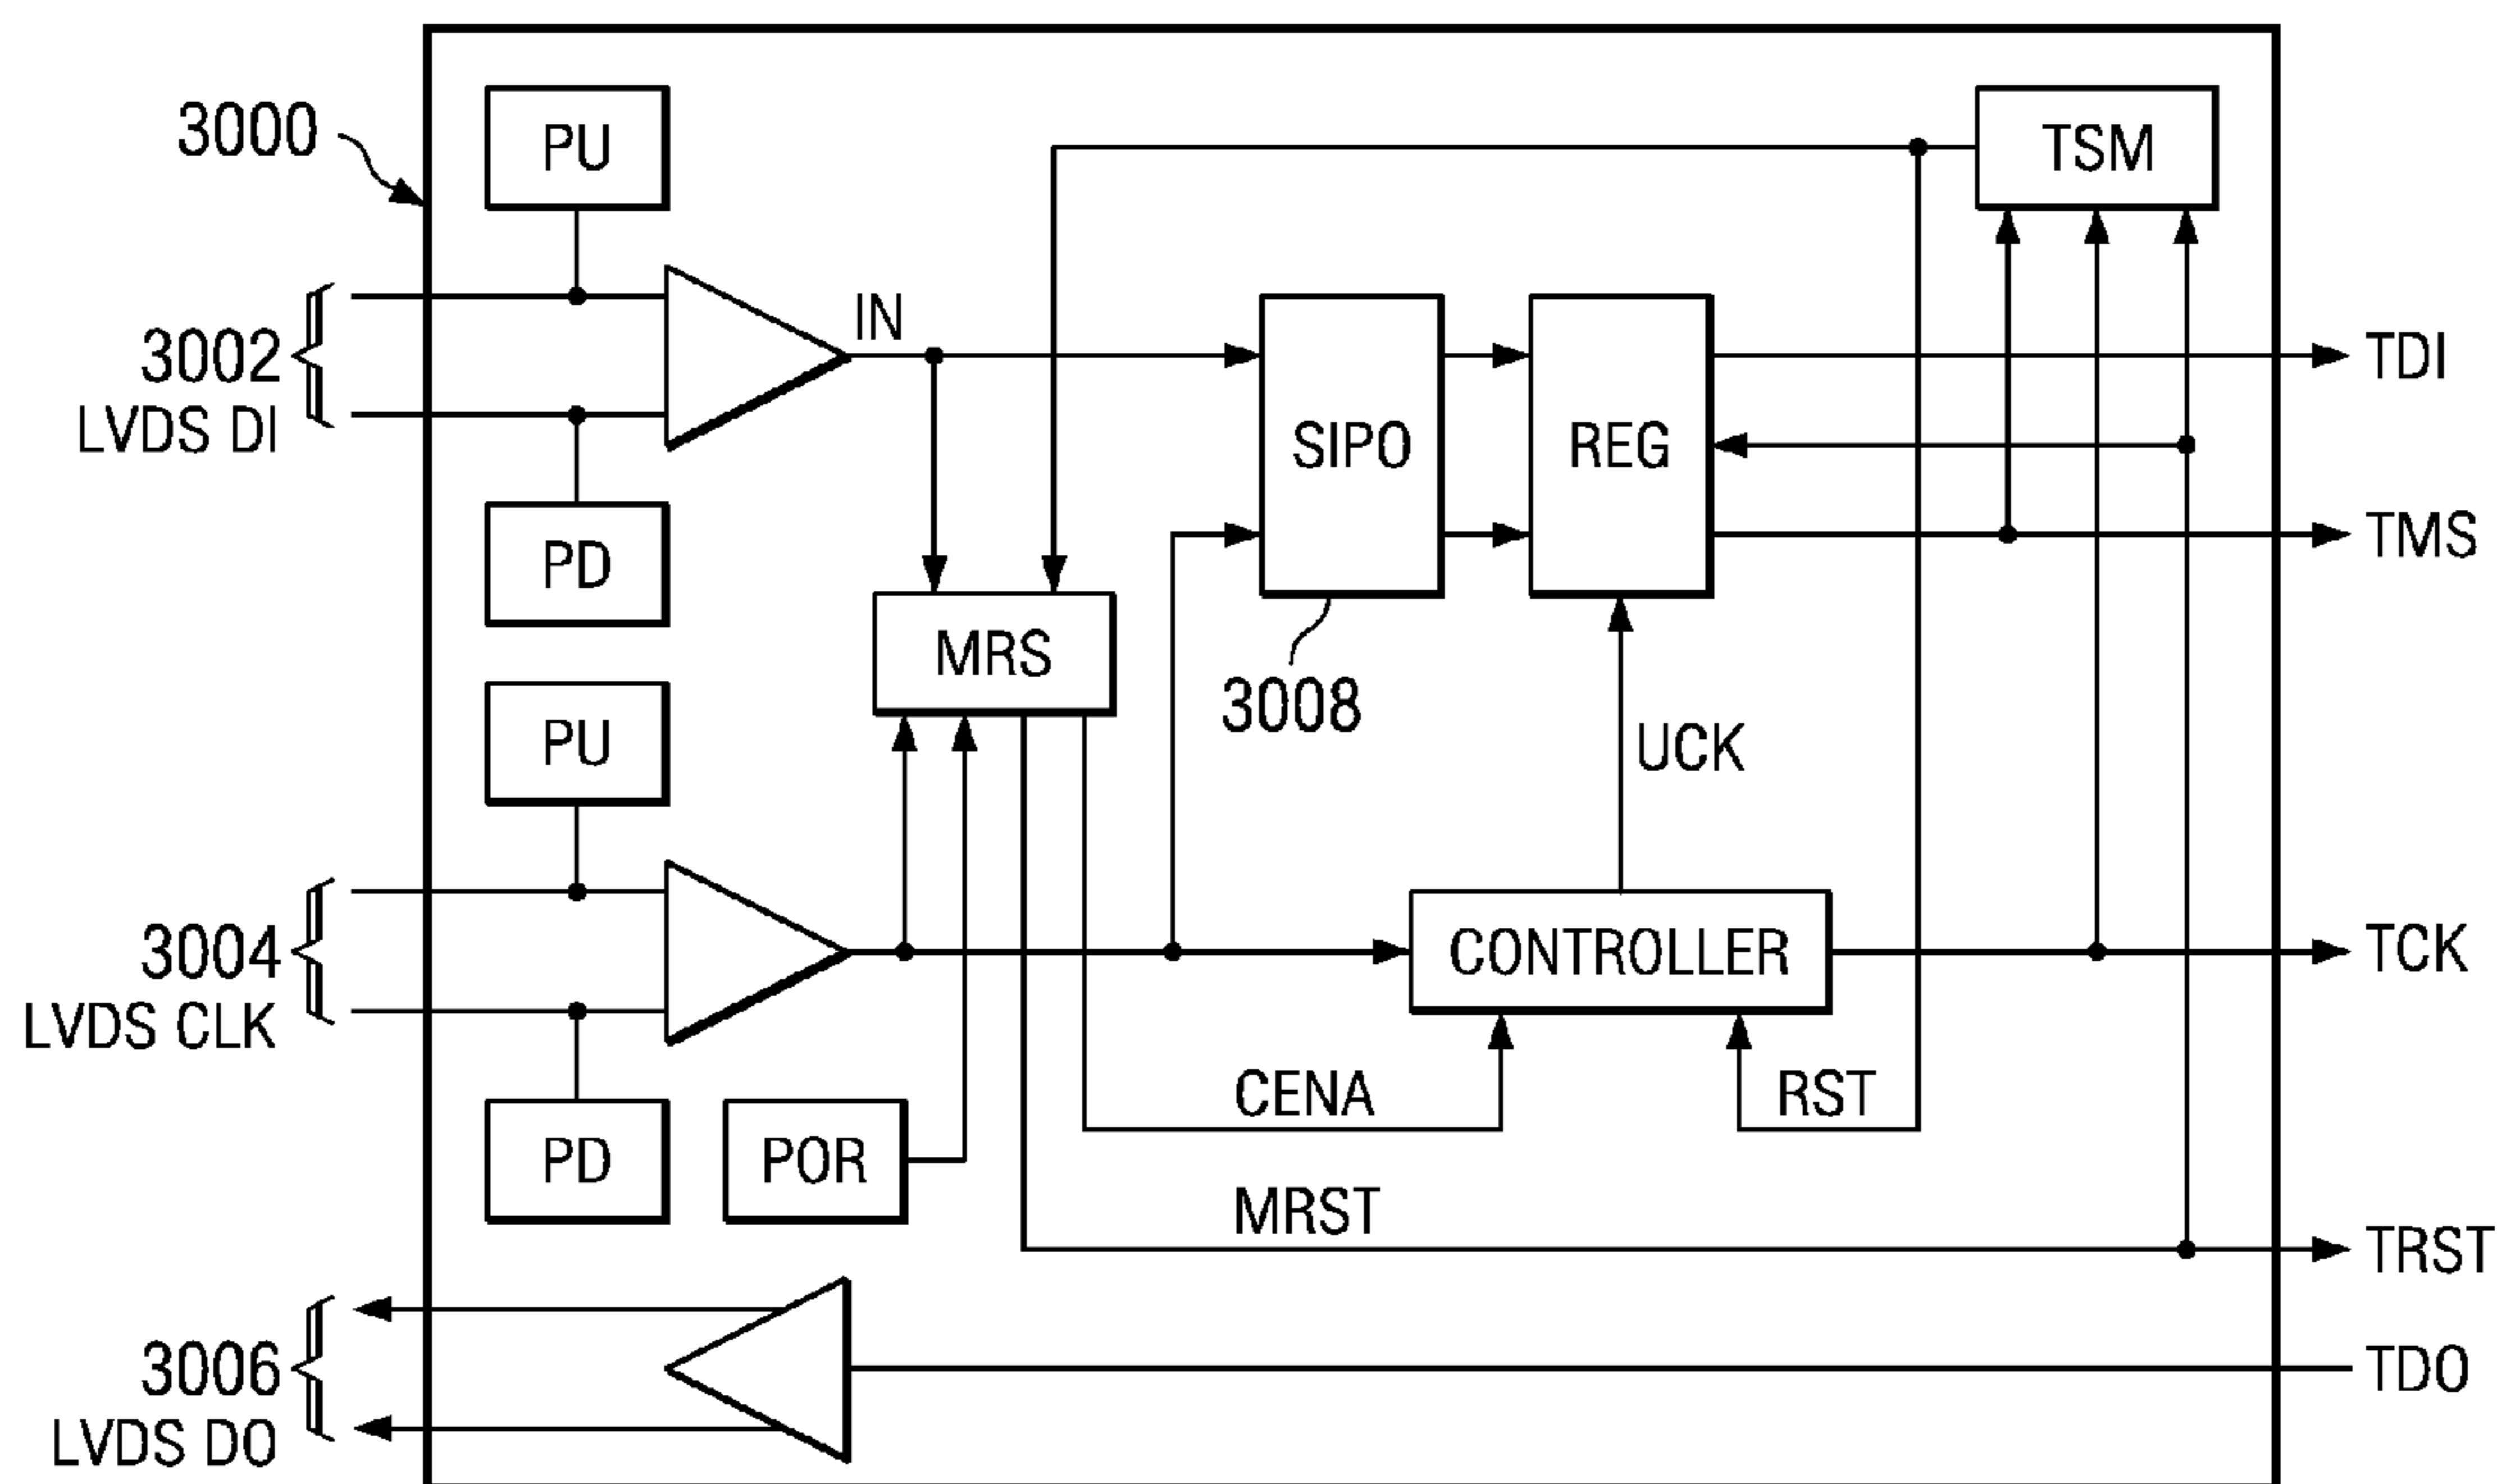 3000
PU
TSM
IN
3002
LVDS DI
TDI
SIPO
REG
PD
TMS
MRS
3008
PU
UCK
3004
LVDS CLK
CONTROLLER
TCK
CENA
RST
PD
POR
MRST
TRST
3006
LVDS DO
TDO